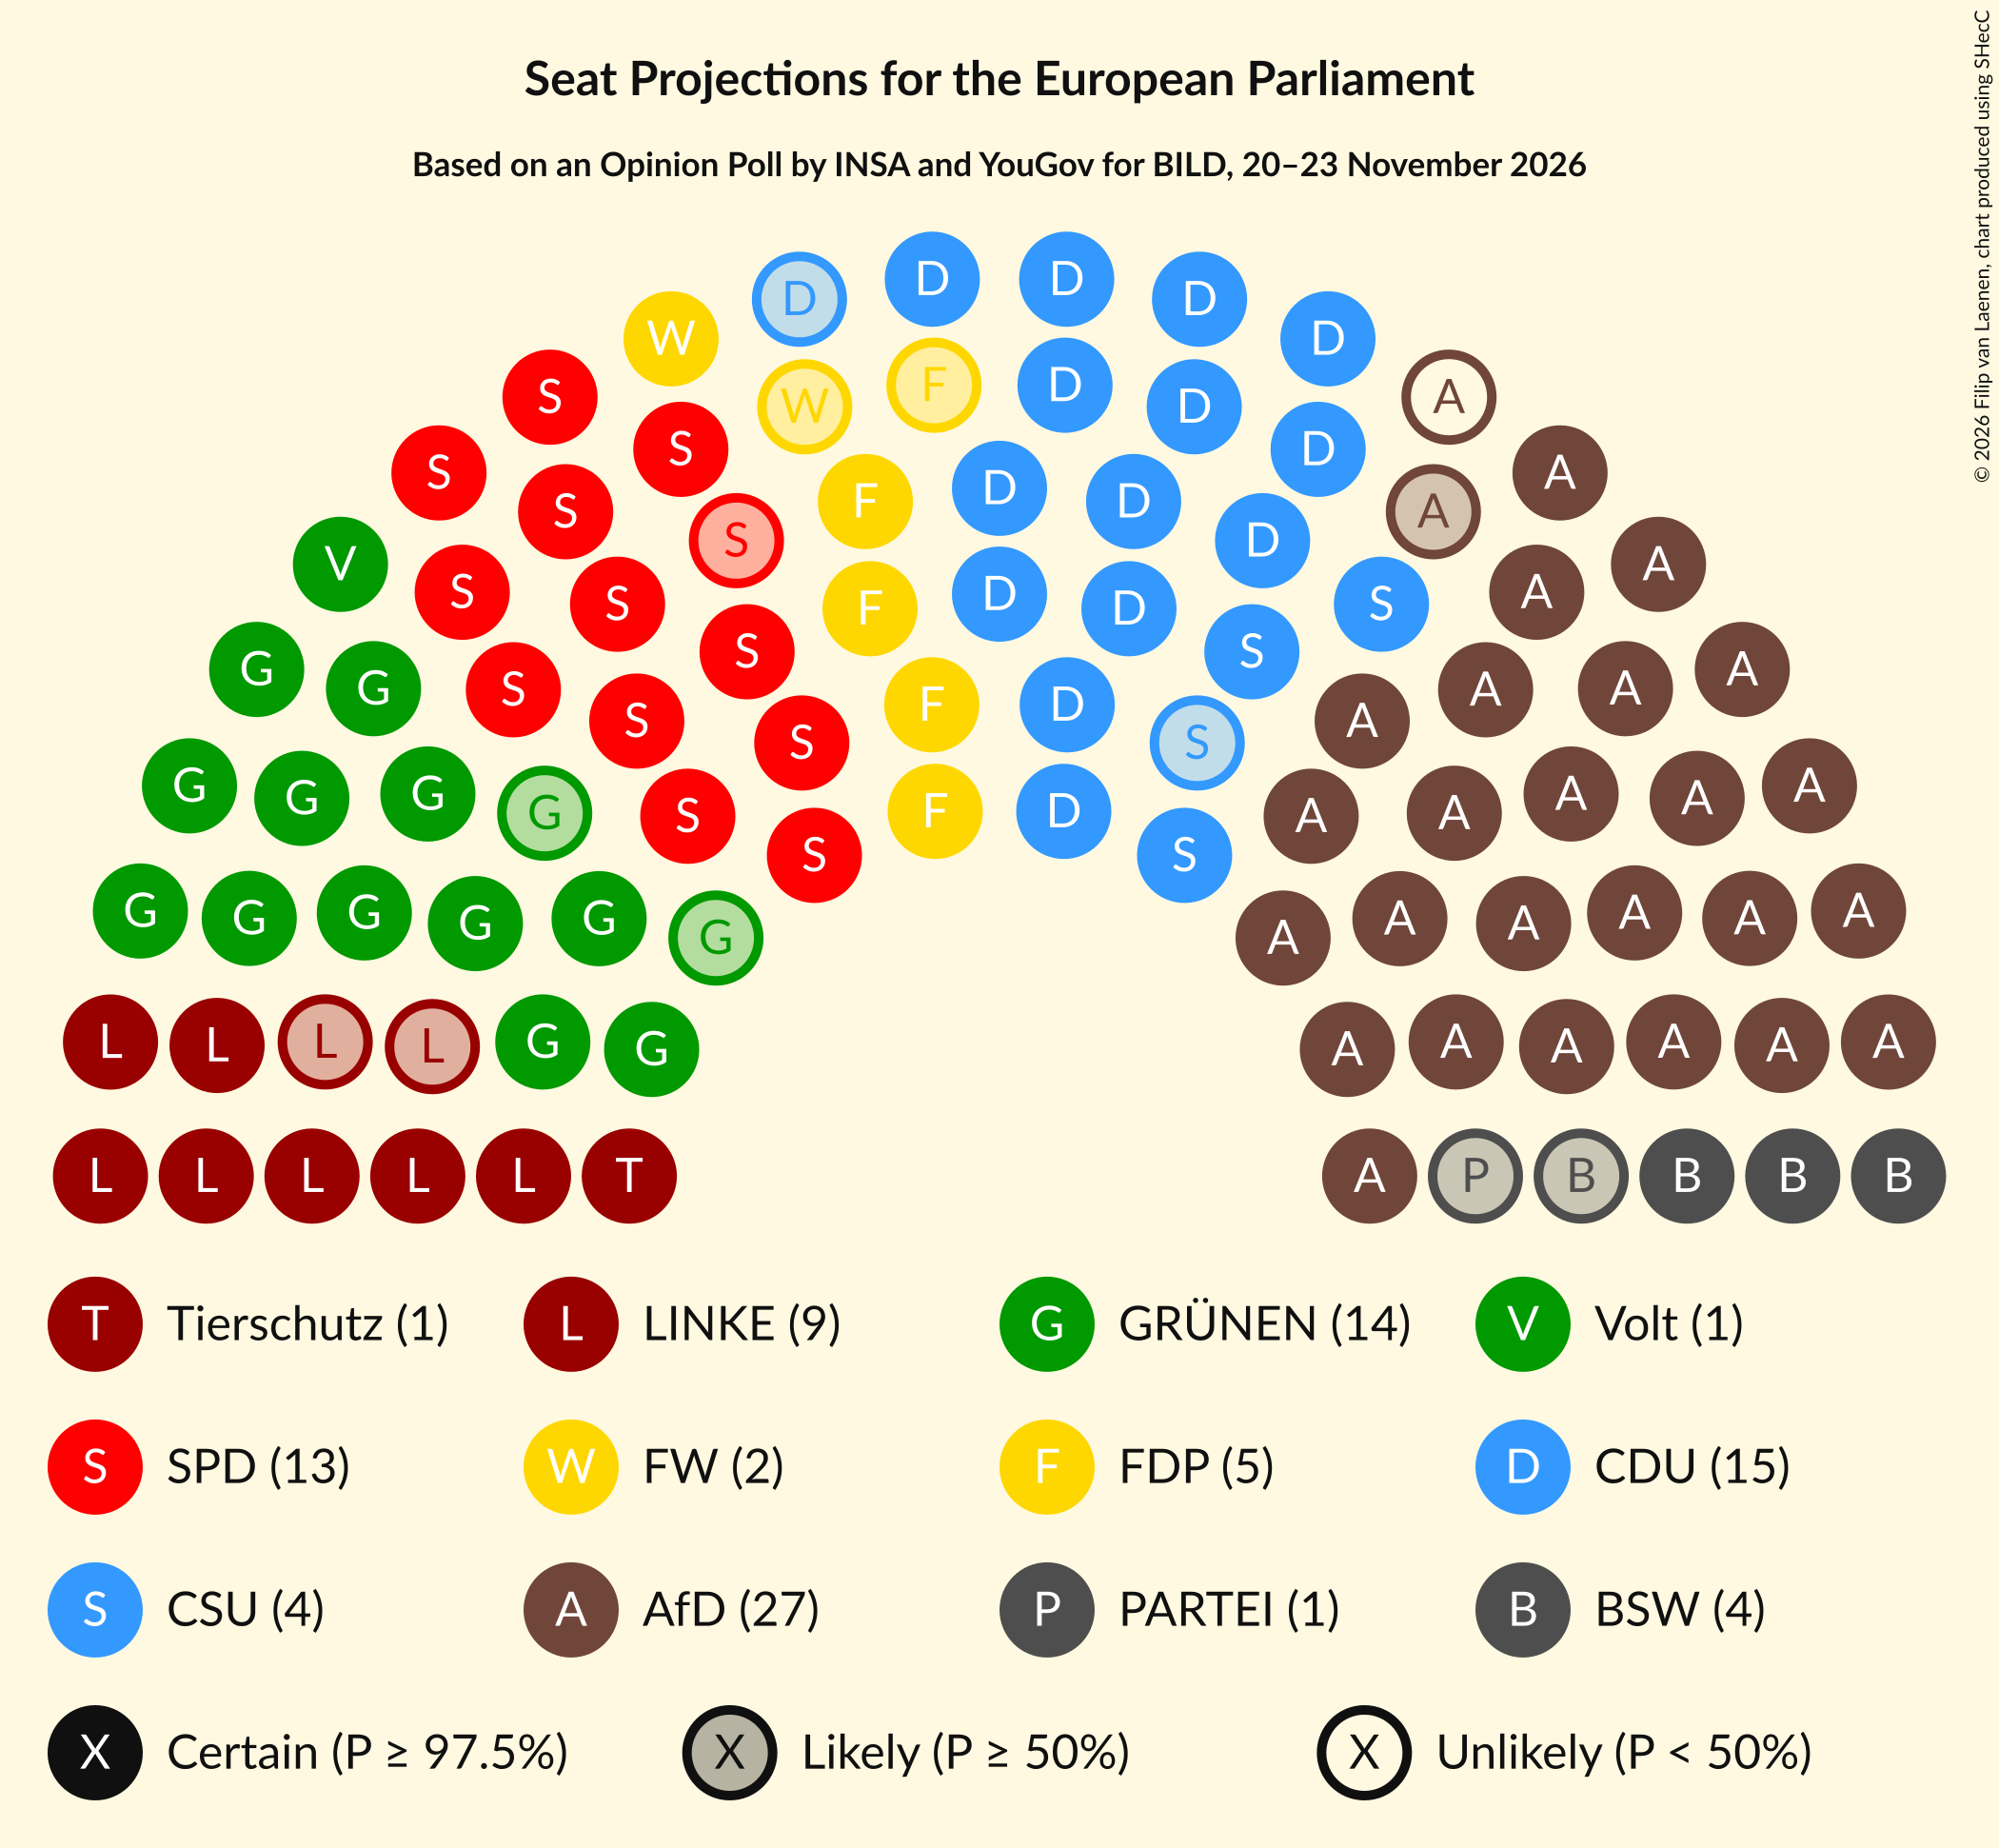 Seat Projections for the European Parliament
Based on an Opinion Poll by INSA and YouGov for BILD, 20–23 November 2026
© 2026 Filip van Laenen, chart produced using SHecC
D D D D D
W W F D D D A
S S S F D D D A A
S S S F D D S S A A
V S S S F D S A A A A
G G S S S F D S A A A A A A
G G G G S S A A A A A
G G G G G G A A A A A A
L L L L G G A A A A A A
L L L L L T A P B B B B
T Tierschutz (1) L LINKE (9) G GRÜNEN (14) V Volt (1)
S SPD (13) W FW (2) F FDP (5) D CDU (15)
S CSU (4) A AfD (27) P PARTEI (1) B BSW (4)
X Certain (P ≥ 97.5%) X Likely (P ≥ 50%) X Unlikely (P < 50%)